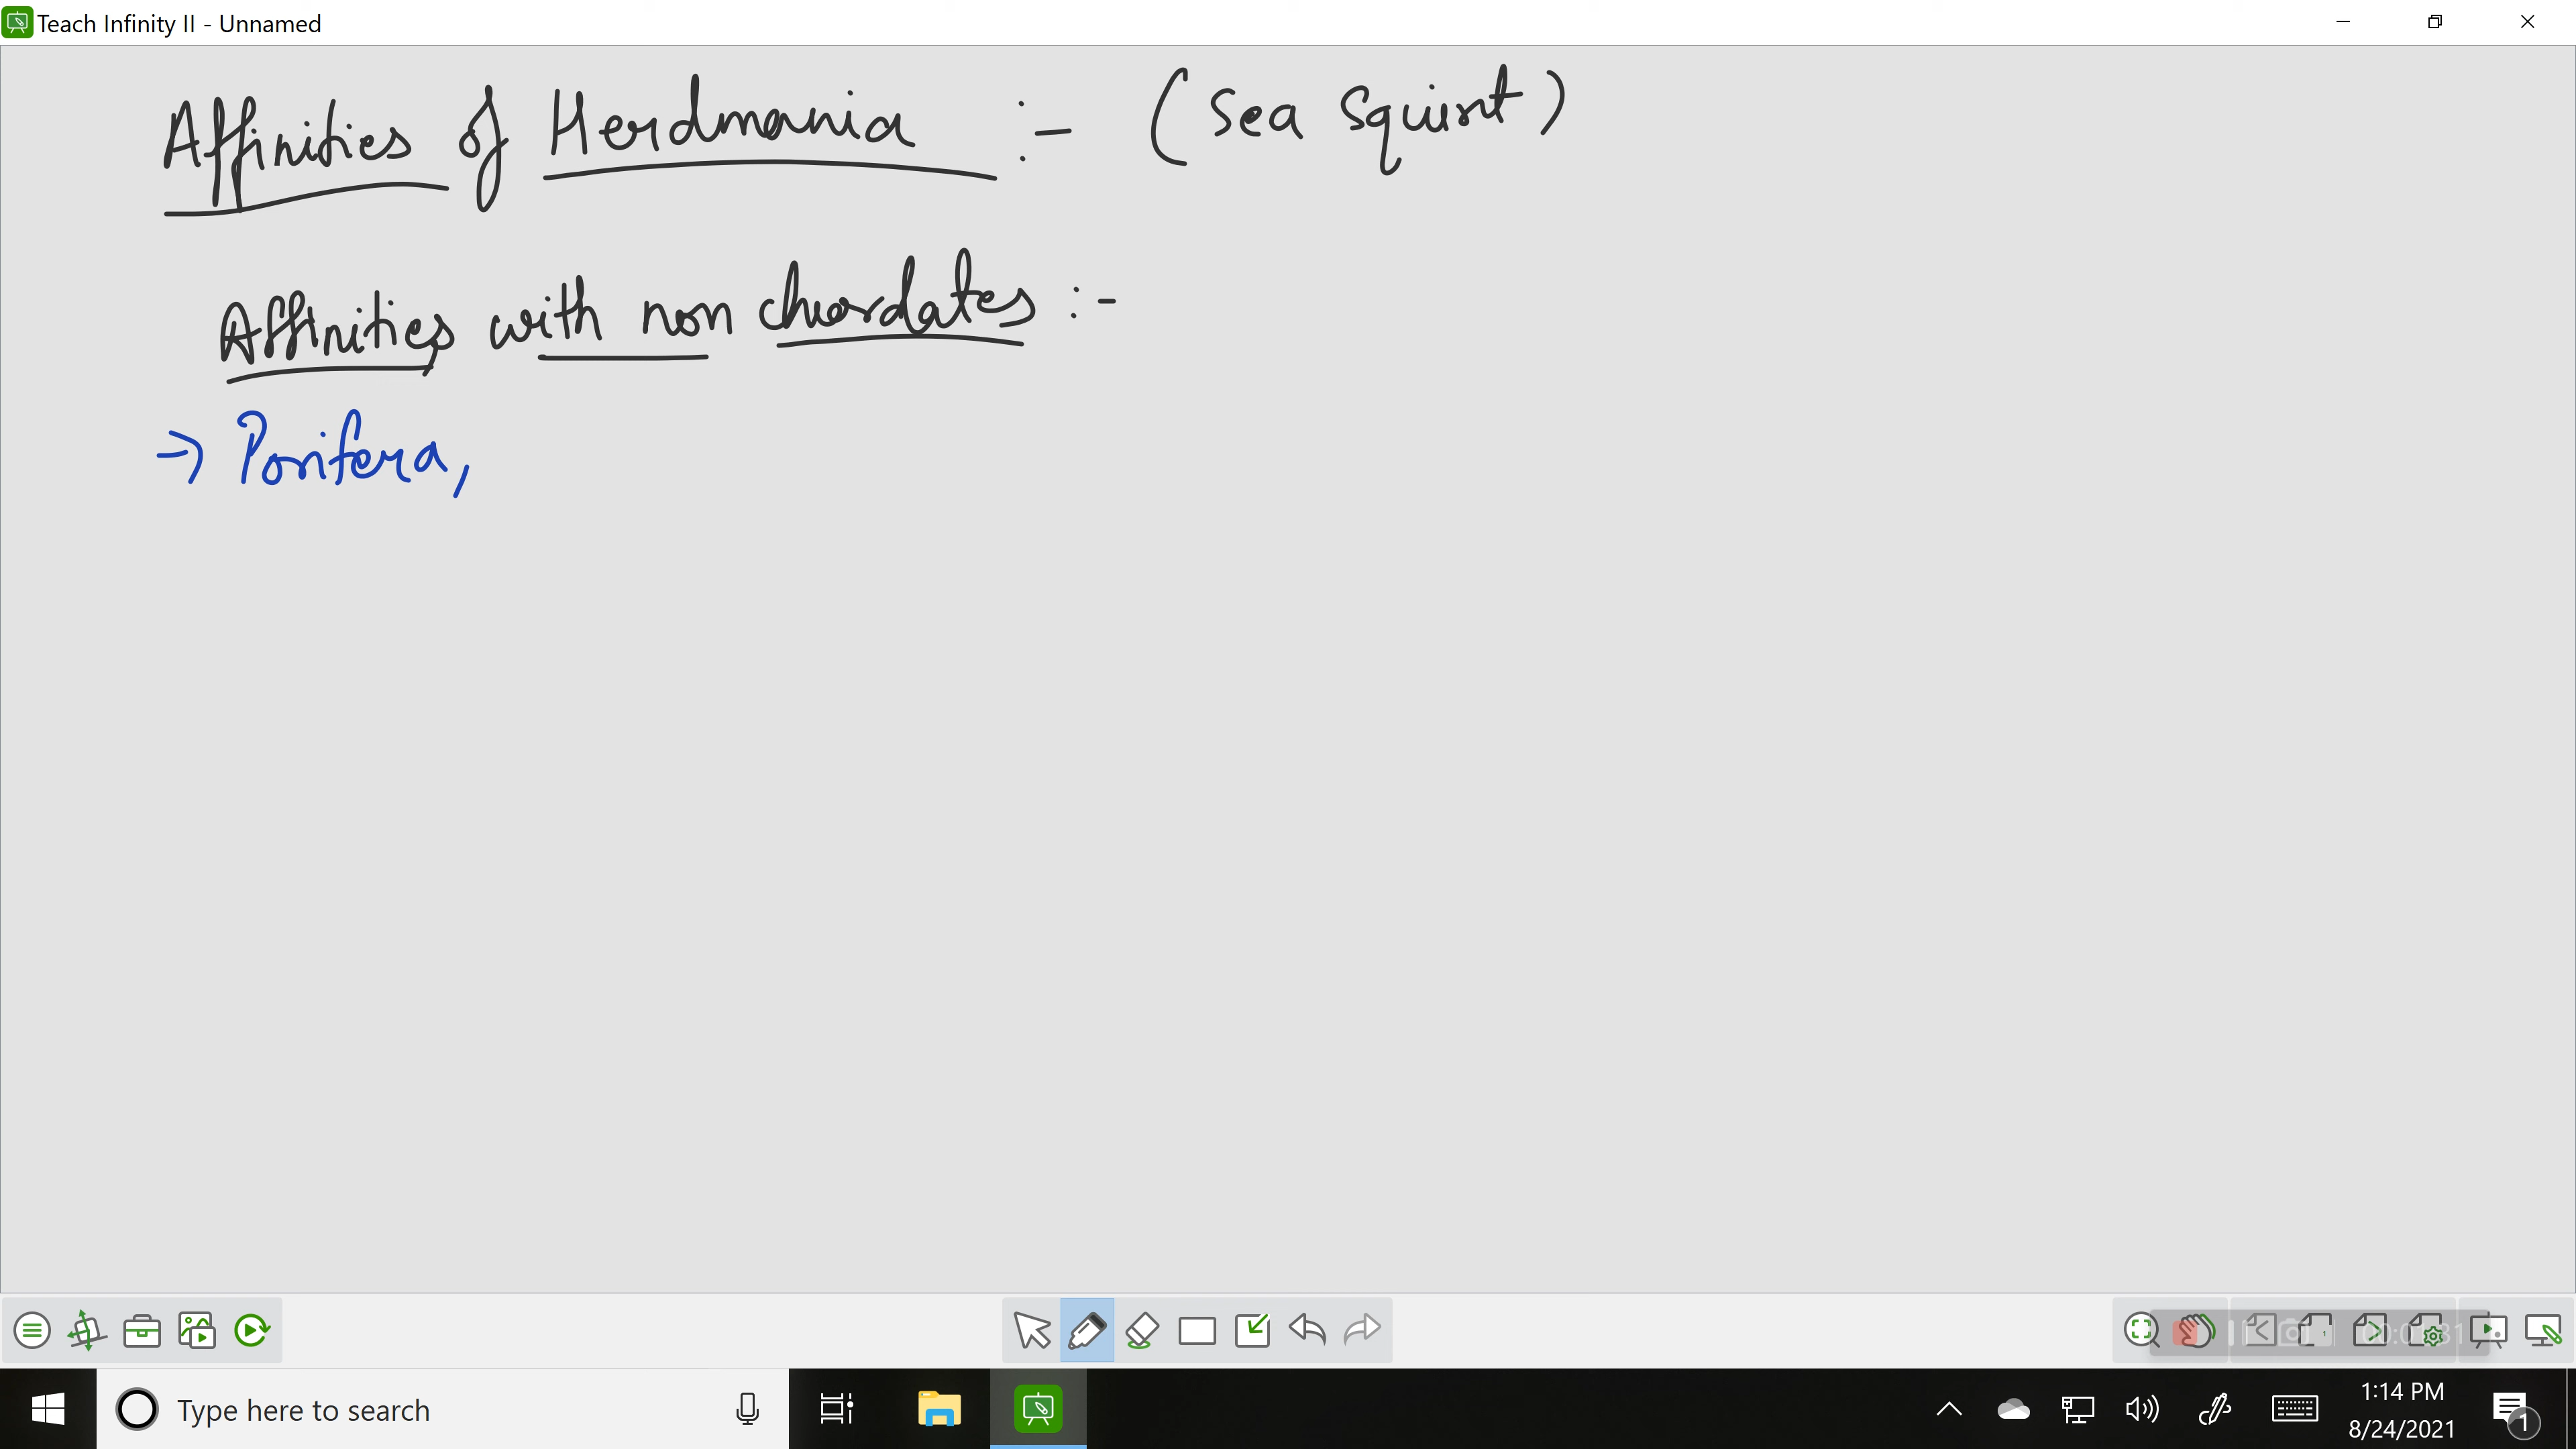 Teach Infinity II - Unnamed
Affinities of Herdmania :- (Sea Squirt)
Affinities with non chordates :-
→ Porifera,
Type here to search
1:14 PM
8/24/2021
1